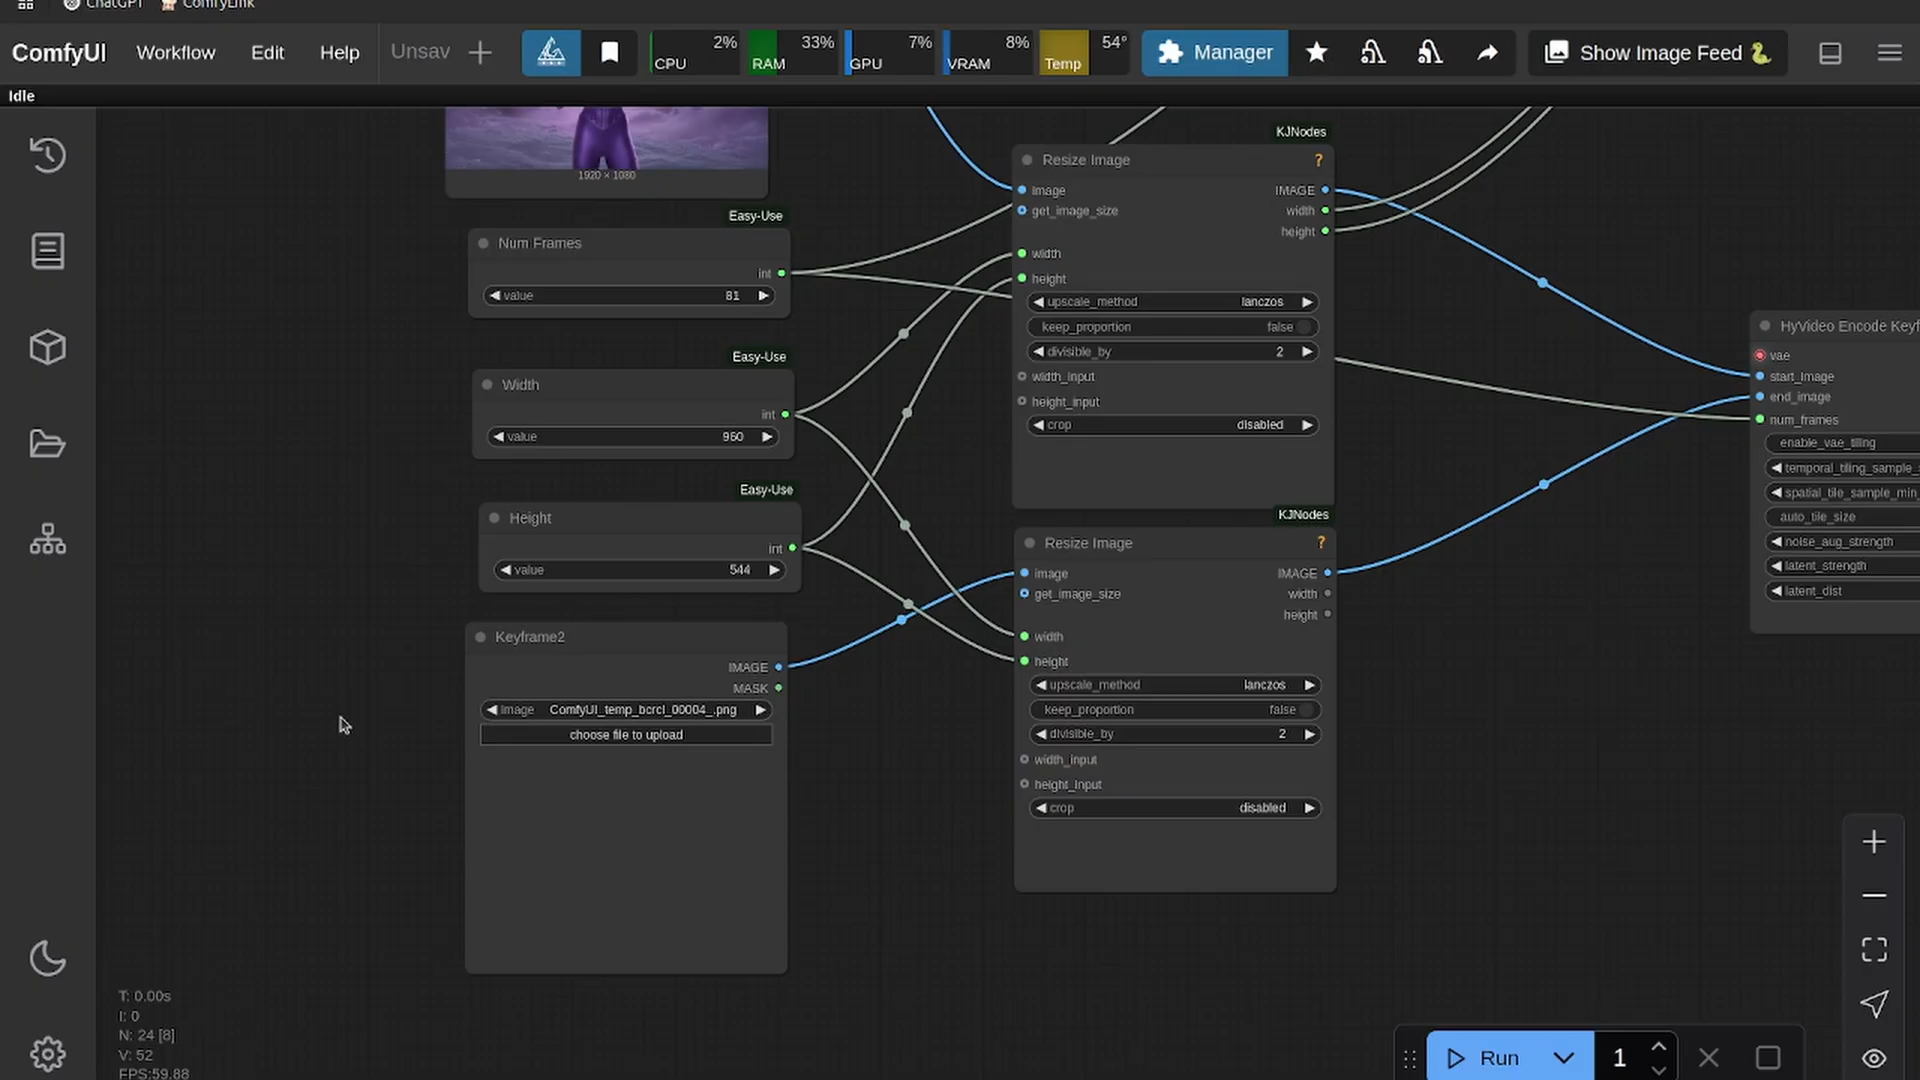 ChatGPT ComfyLink
ComfyUI Workflow Edit Help Unsav
CPU 2% RAM 33% GPU 7% VRAM 8% Temp 54°
Manager
Show Image Feed
Idle
1920 × 1080
Easy-Use
Num Frames
int
value 81
Easy-Use
Width
int
value 960
Easy-Use
Height
int
value 544
Keyframe2
IMAGE
MASK
image ComfyUI_temp_bcrcl_00004_.png
choose file to upload
KJNodes
Resize Image ?
image IMAGE
get_image_size width
height
width
height
upscale_method lanczos
keep_proportion false
divisible_by 2
width_input
height_input
crop disabled
KJNodes
Resize Image ?
image IMAGE
get_image_size width
height
width
height
upscale_method lanczos
keep_proportion false
divisible_by 2
width_input
height_input
crop disabled
HyVideo Encode Keyf
vae
start_image
end_image
num_frames
enable_vae_tiling
temporal_tiling_sample_
spatial_tile_sample_min_
auto_tile_size
noise_aug_strength
latent_strength
latent_dist
T: 0.00s
I: 0
N: 24 [8]
V: 52
FPS:59.88
Run 1